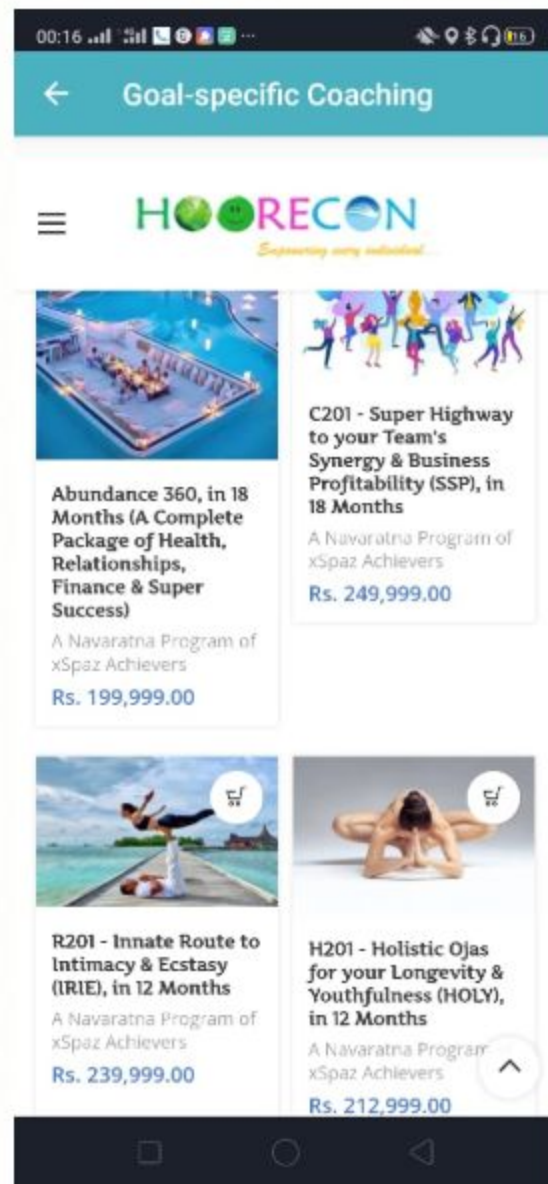 00:16
16
Goal-specific Coaching
HOORECON
Empowering every individual...
Abundance 360, in 18
Months (A Complete
Package of Health,
Relationships,
Finance & Super
Success)
A Navaratna Program of
xSpaz Achievers
Rs. 199,999.00
C201 - Super Highway
to your Team's
Synergy & Business
Profitability (SSP), in
18 Months
A Navaratna Program of
xSpaz Achievers
Rs. 249,999.00
R201 - Innate Route to
Intimacy & Ecstasy
(IRIE), in 12 Months
A Navaratna Program of
xSpaz Achievers
Rs. 239,999.00
H201 - Holistic Ojas
for your Longevity &
Youthfulness (HOLY),
in 12 Months
A Navaratna Program
xSpaz Achievers
Rs. 212,999.00